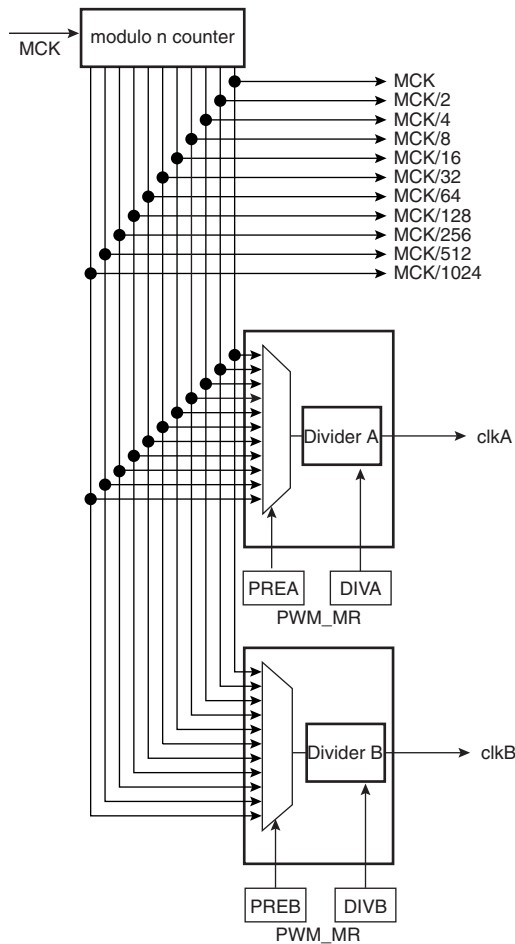 modulo n counter
MCK
MCK
MCK/2
MCK/4
MCK/8
MCK/16
MCK/32
MCK/64
MCK/128
MCK/256
MCK/512
MCK/1024
Divider A
clkA
PREA
DIVA
PWM_MR
Divider B
clkB
PREB
DIVB
PWM_MR